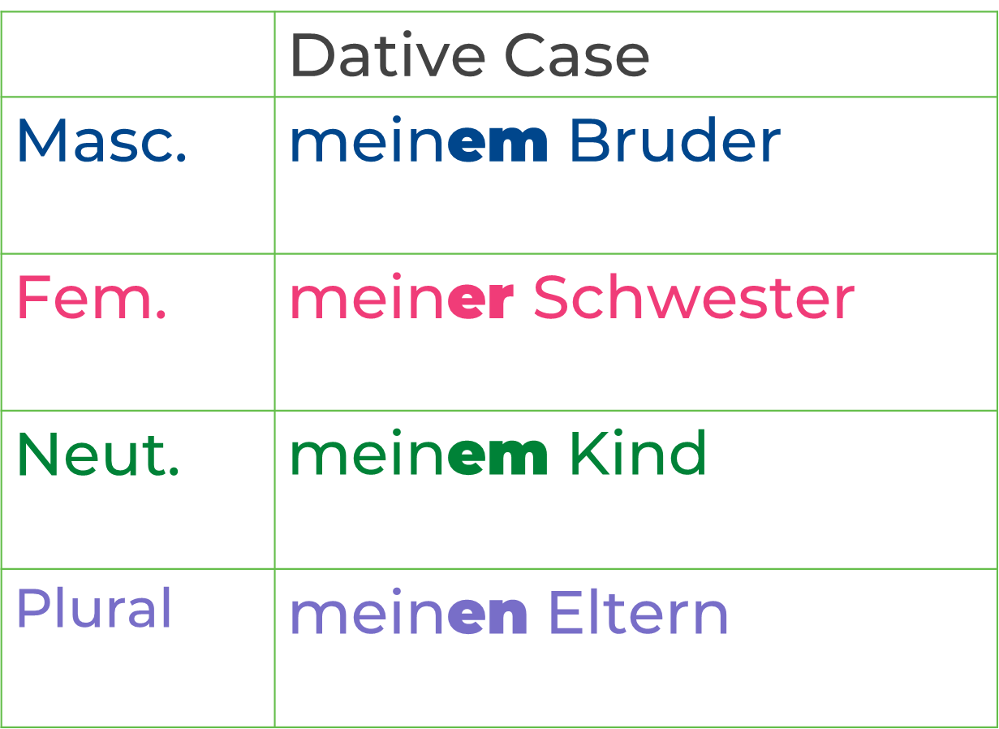 Dative Case
Masc. meinem Bruder
Fem. meiner Schwester
Neut. meinem Kind
Plural meinen Eltern